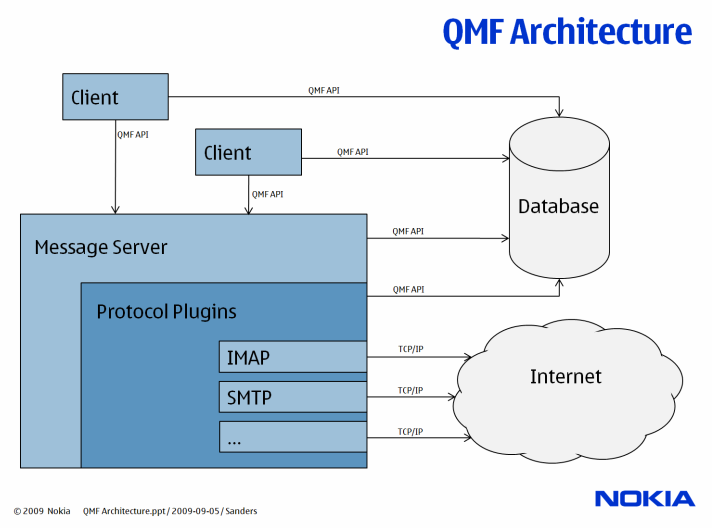 QMF Architecture
Client
QMF API
QMF API
Client
QMF API
QMF API
Database
Message Server
QMF API
QMF API
Protocol Plugins
IMAP
TCP/IP
Internet
SMTP
TCP/IP
...
TCP/IP
© 2009 Nokia QMF Architecture.ppt / 2009-09-05 / Sanders
NOKIA